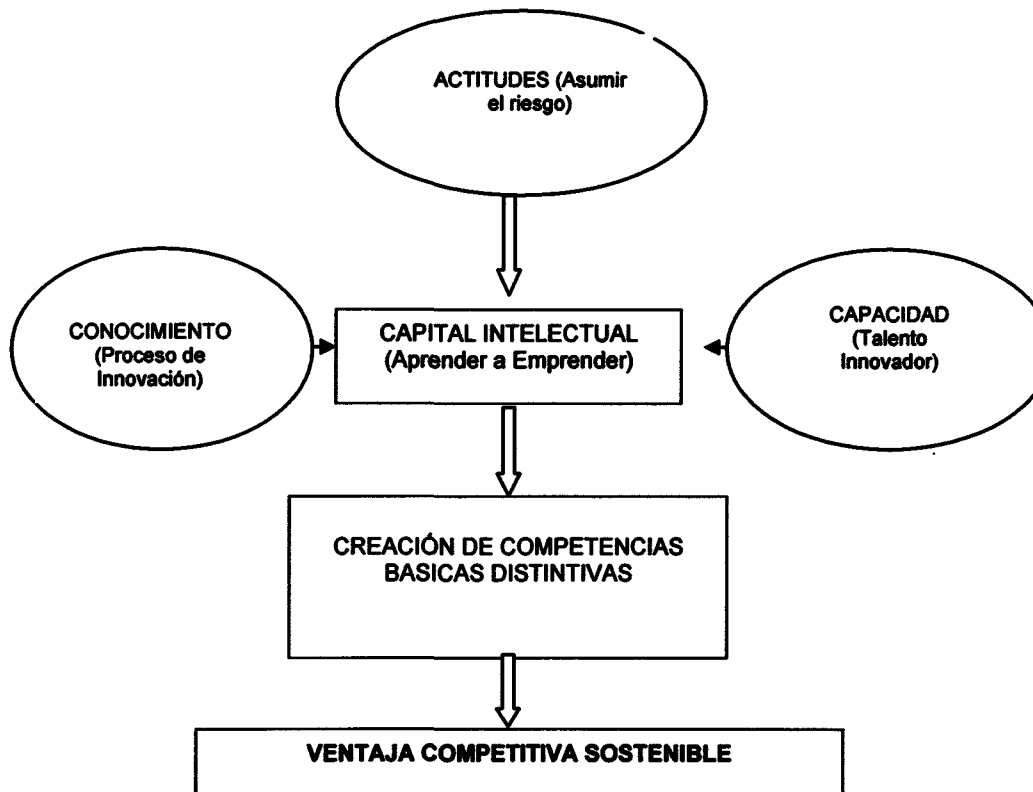 ACTITUDES (Asumir
el riesgo)
CONOCIMIENTO
(Proceso de
Innovación)
CAPITAL INTELECTUAL
(Aprender a Emprender)
CAPACIDAD
(Talento
Innovador)
CREACIÓN DE COMPETENCIAS
BASICAS DISTINTIVAS
VENTAJA COMPETITIVA SOSTENIBLE